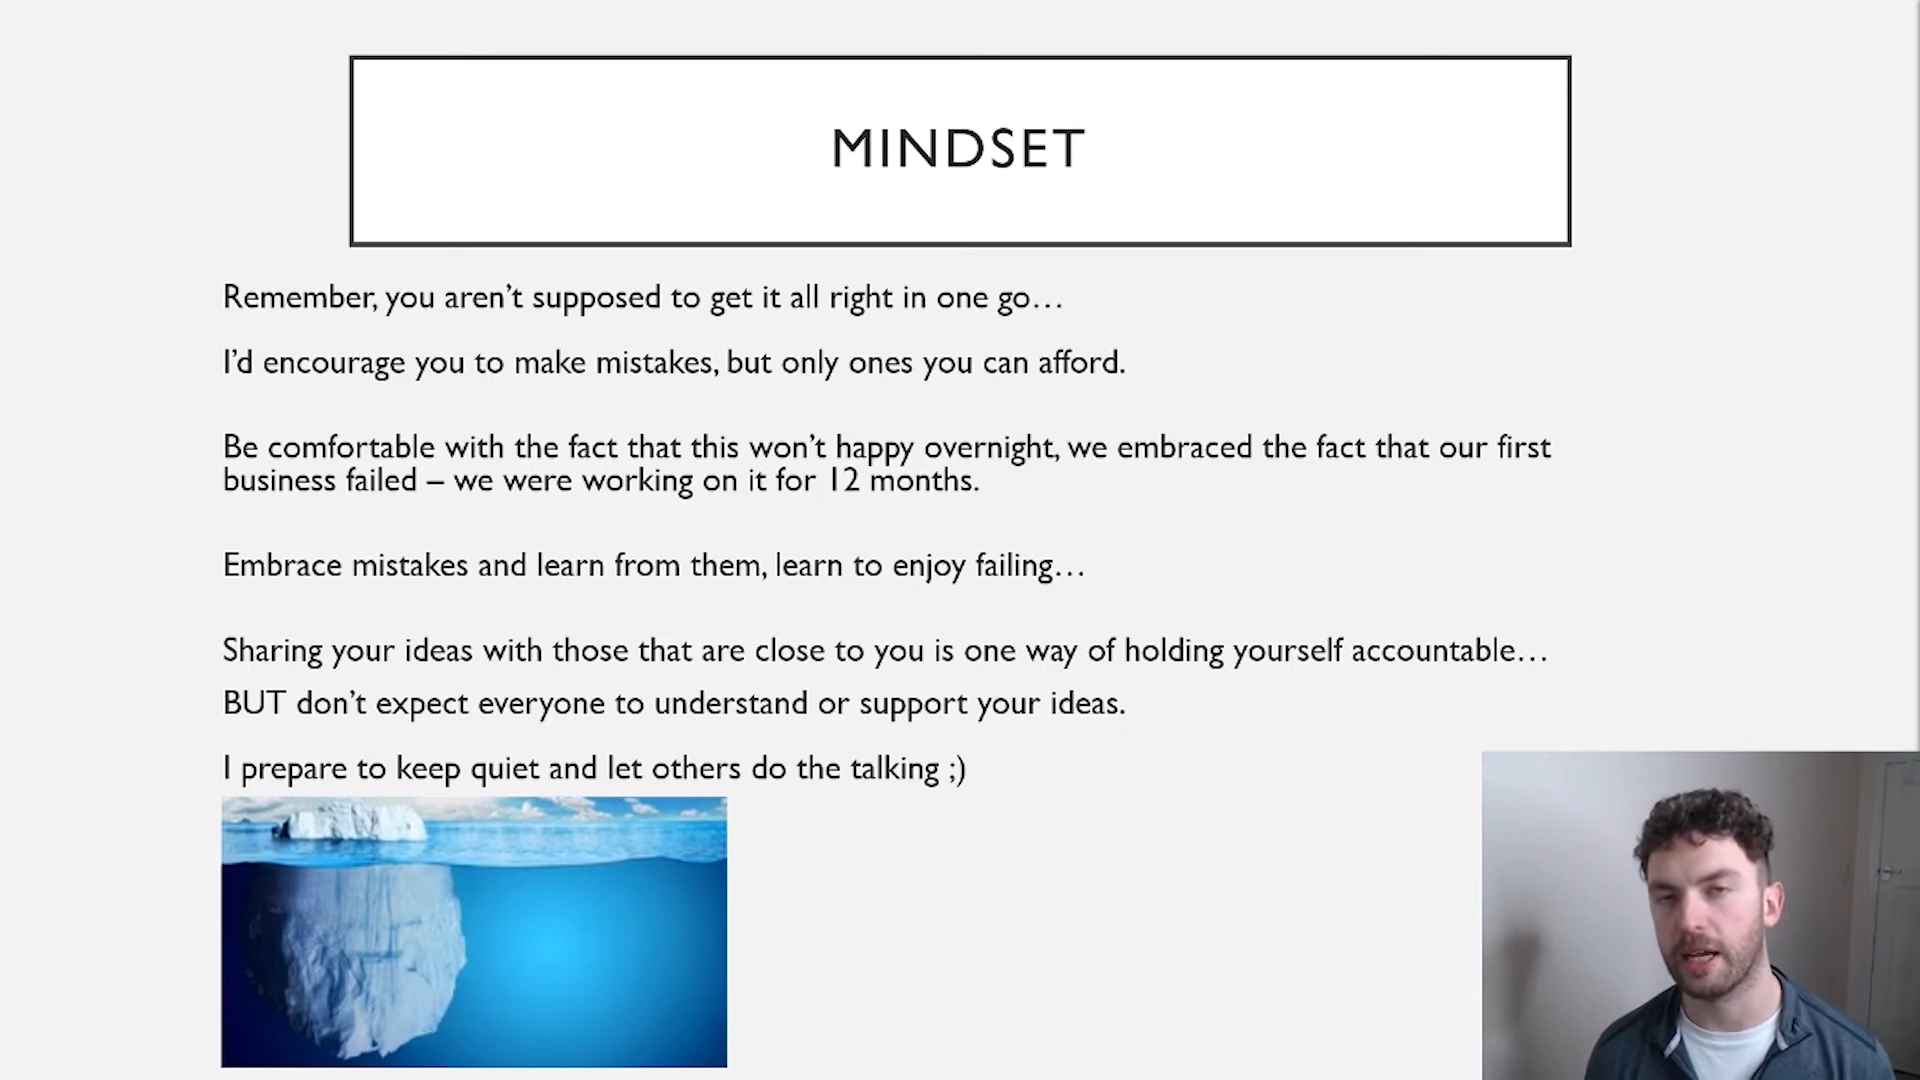 MINDSET
Remember, you aren’t supposed to get it all right in one go…
I’d encourage you to make mistakes, but only ones you can afford.
Be comfortable with the fact that this won’t happy overnight, we embraced the fact that our first
business failed – we were working on it for 12 months.
Embrace mistakes and learn from them, learn to enjoy failing…
Sharing your ideas with those that are close to you is one way of holding yourself accountable…
BUT don’t expect everyone to understand or support your ideas.
I prepare to keep quiet and let others do the talking ;)